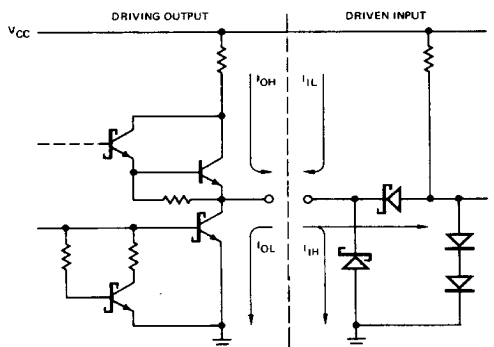 DRIVING OUTPUT
DRIVEN INPUT
VCC
IOH
IIL
IOL
IIH